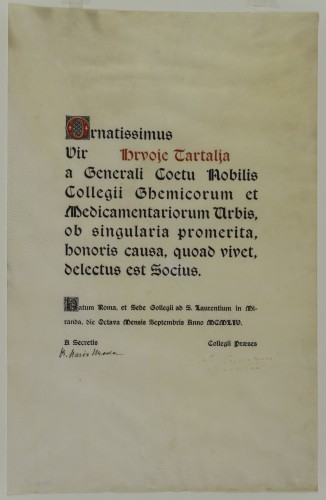 Ornatissimus
Vir Hrvoje Tartalja
a Generali Coetu Nobilis
Collegii Chemicorum et
Medicamentariorum Urbis,
ob singularia promerita,
honoris causa, quoad vivet,
delectus est Socius.
Datum Roma, et Sede Collegii ad S. Laurentium in Mi-
randa, die Octava Mensis Septembris Anno MCMLIV.
A Secretis Collegii Præses